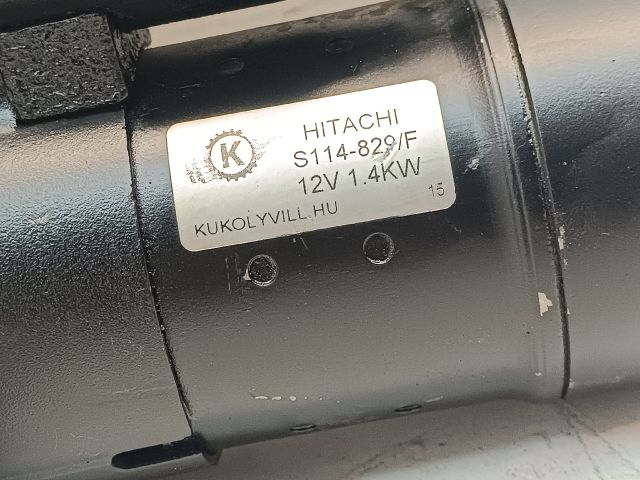 K
HITACHI
S114-829/F
12V 1.4KW
15
KUKOLYVILL.HU